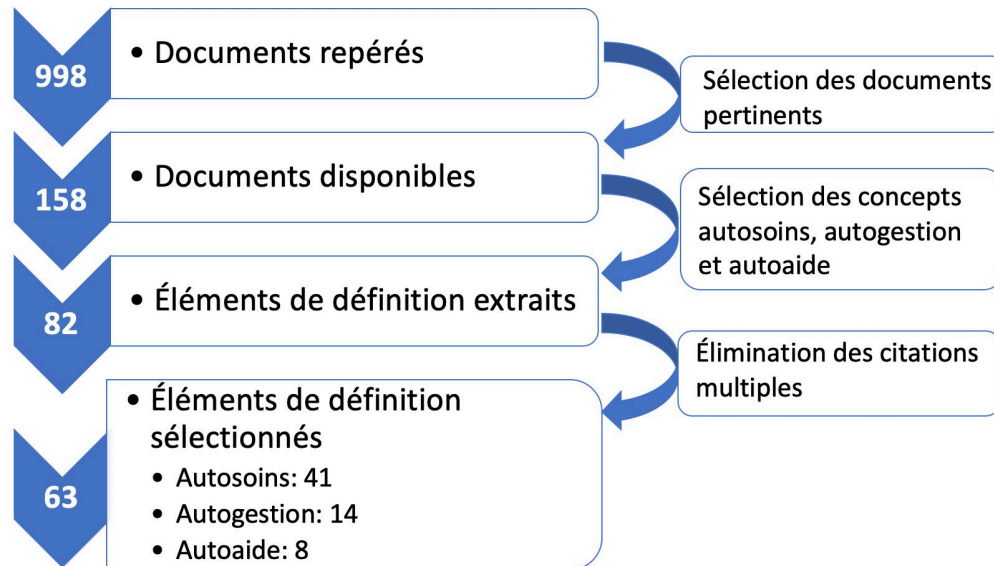 998
• Documents repérés
Sélection des documents
pertinents
158
• Documents disponibles
Sélection des concepts
autosoins, autogestion
et autoaide
82
• Éléments de définition extraits
Élimination des citations
multiples
63
• Éléments de définition
sélectionnés
• Autosoins: 41
• Autogestion: 14
• Autoaide: 8